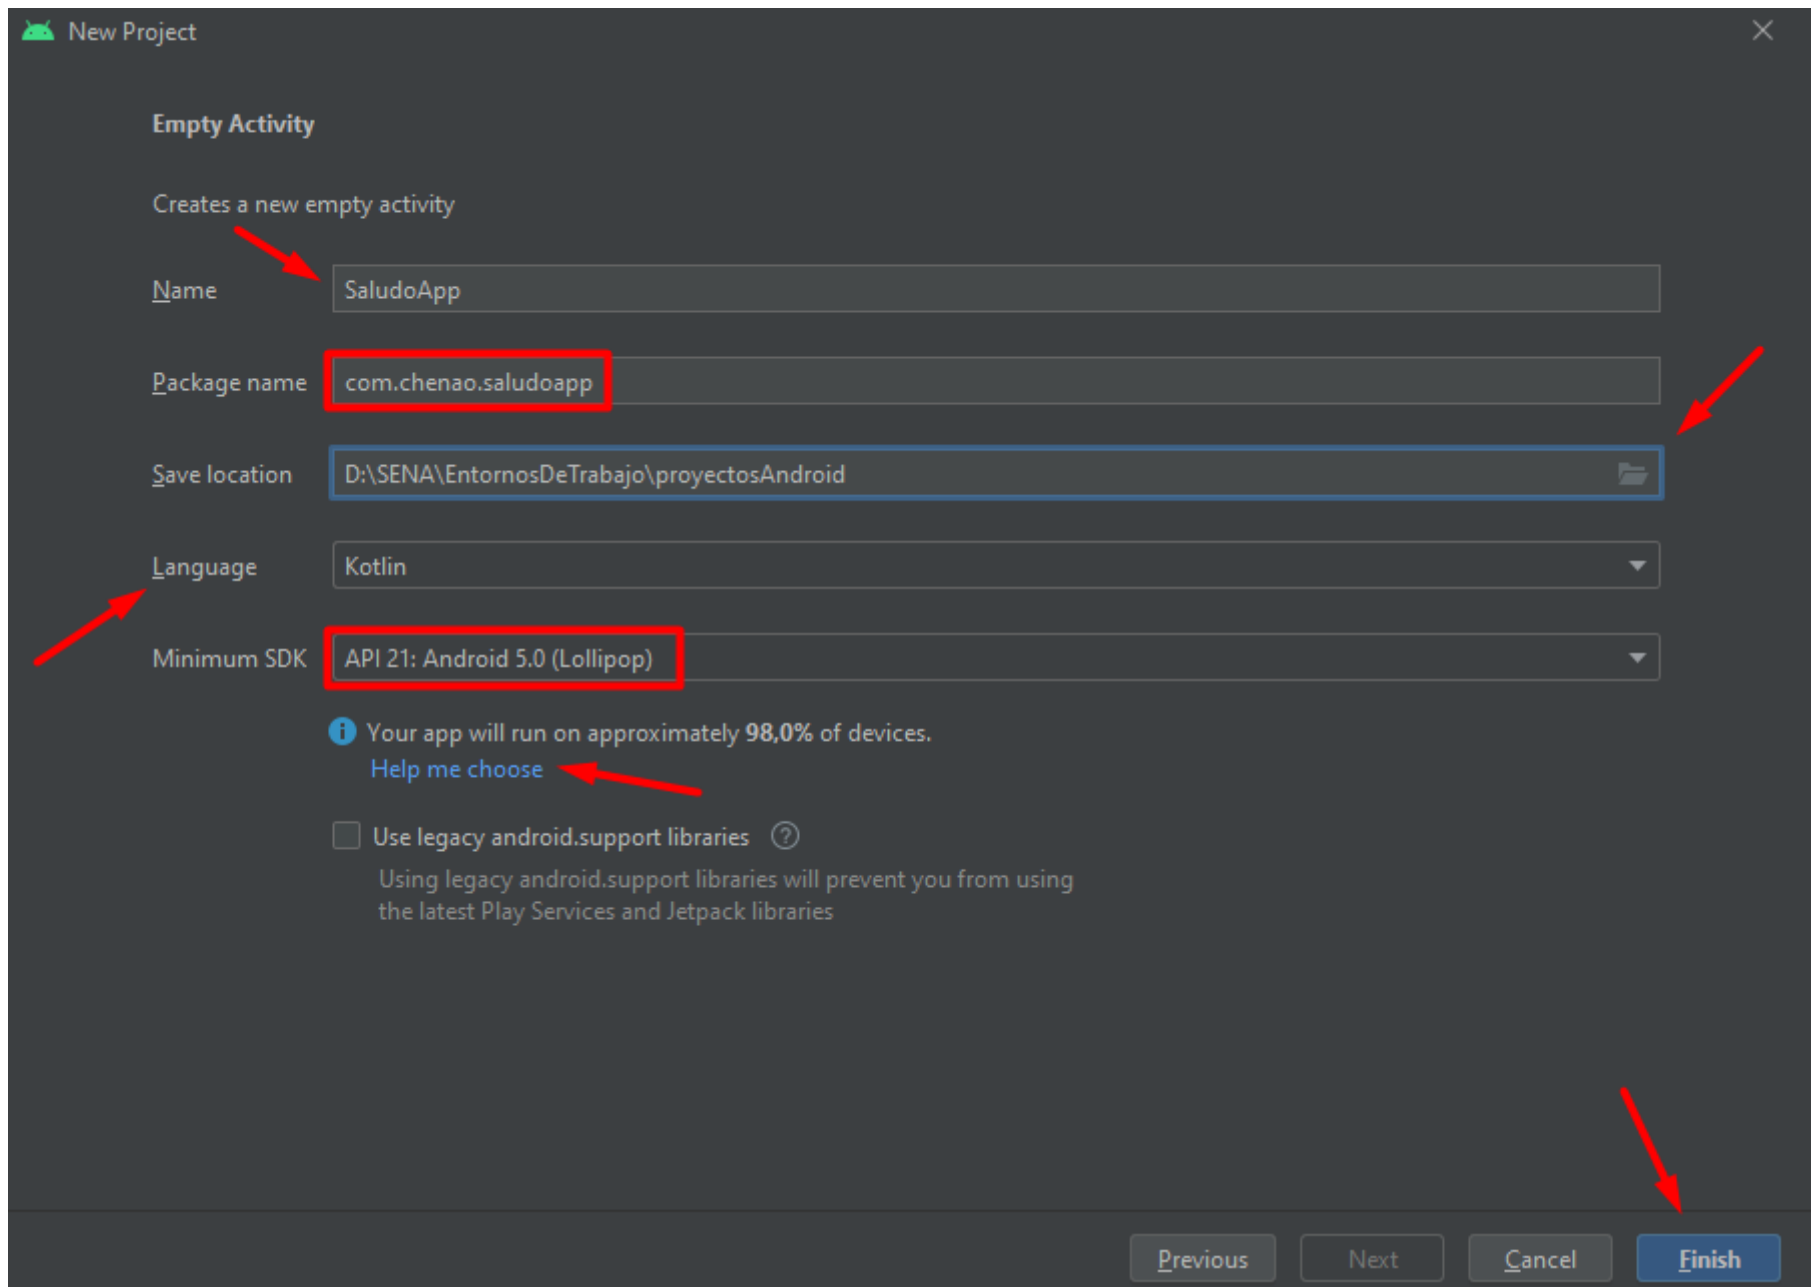 New Project
Empty Activity
Creates a new empty activity
Name SaludoApp
Package name com.chenao.saludoapp
Save location D:\SENA\EntornosDeTrabajo\proyectosAndroid
Language Kotlin
Minimum SDK API 21: Android 5.0 (Lollipop)
Your app will run on approximately 98,0% of devices.
Help me choose
Use legacy android.support libraries ?
Using legacy android.support libraries will prevent you from using
the latest Play Services and Jetpack libraries
Previous Next Cancel Finish